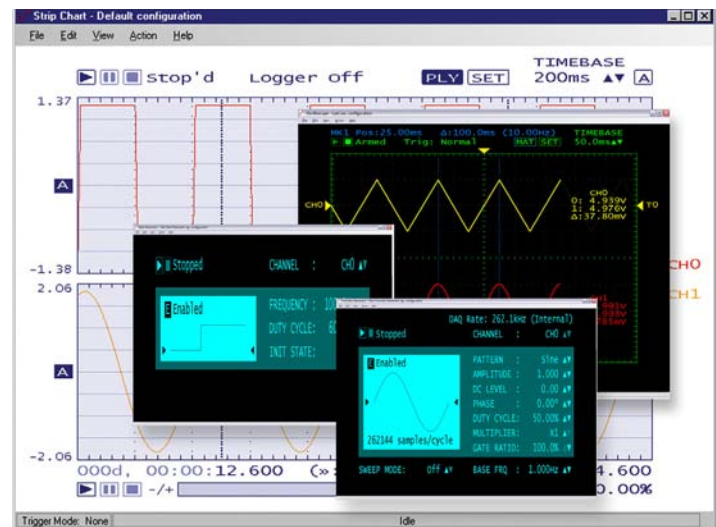 Strip Chart - Default configuration
File Edit View Action Help
TIMEBASE
Stop'd Logger Off PLY SET 200ms A
1.37
MK1 Pos:25.00ms Δ:100.0ms (10.00Hz) TIMEBASE
Armed Trig: Normal MAT SET 50.0ms
A
CH0
CH0
0: 4.939V
1: 4.976V
Δ:37.80mV
T0
-1.38
2.06
CH0
CH1
Stopped CHANNEL : CH0
E Enabled
FREQUENCY :
DUTY CYCLE:
INIT STATE:
DAQ Rate: 262.1kHz (Internal)
Stopped CHANNEL : CH0
E Enabled
PATTERN : Sine
AMPLITUDE : 1.000
DC LEVEL : 0.00
PHASE : 0.00°
DUTY CYCLE: 50.00%
MULTIPLIER: X1
GATE RATIO: 100.0%
262144 samples/cycle
SWEEP MODE: Off BASE FRQ : 1.000Hz
A
-2.06
000d, 00:00:12.600 4.600
-/+ 0.00%
Trigger Mode: None Idle